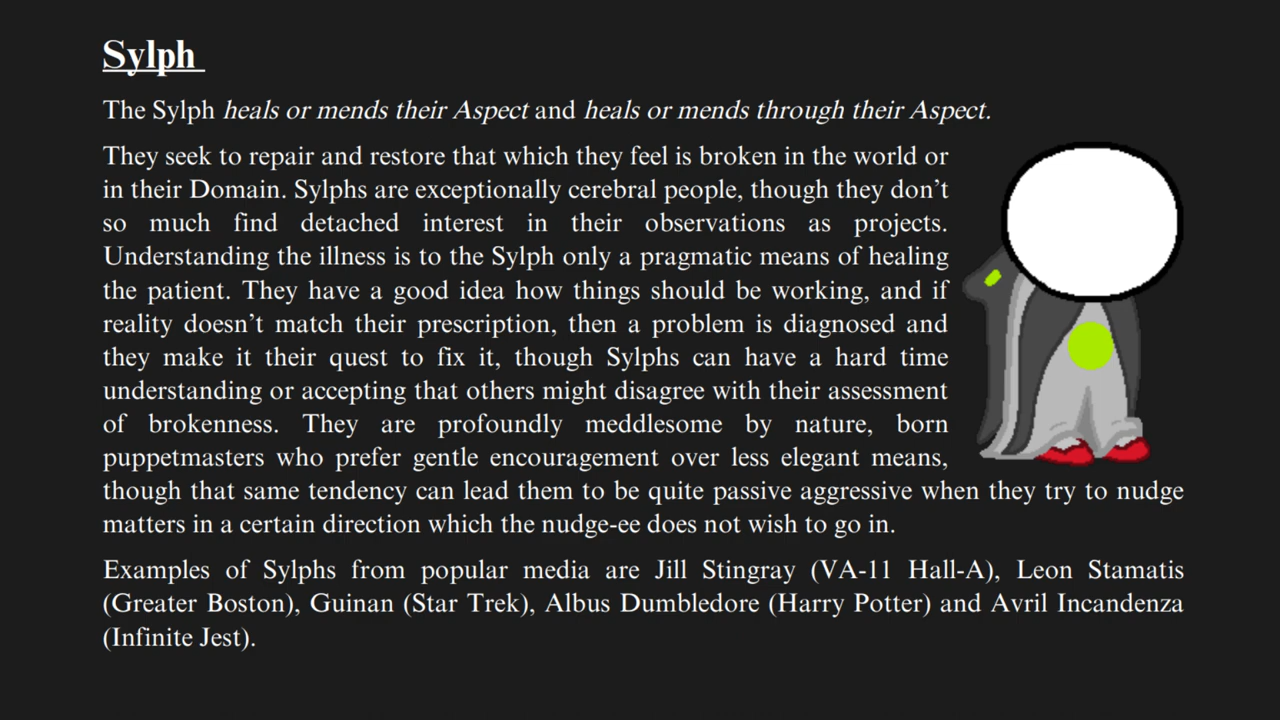 Sylph
The Sylph heals or mends their Aspect and heals or mends through their Aspect.
They seek to repair and restore that which they feel is broken in the world or
in their Domain. Sylphs are exceptionally cerebral people, though they don’t
so much find detached interest in their observations as projects.
Understanding the illness is to the Sylph only a pragmatic means of healing
the patient. They have a good idea how things should be working, and if
reality doesn’t match their prescription, then a problem is diagnosed and
they make it their quest to fix it, though Sylphs can have a hard time
understanding or accepting that others might disagree with their assessment
of brokenness. They are profoundly meddlesome by nature, born
puppetmasters who prefer gentle encouragement over less elegant means,
though that same tendency can lead them to be quite passive aggressive when they try to nudge
matters in a certain direction which the nudge-ee does not wish to go in.
Examples of Sylphs from popular media are Jill Stingray (VA-11 Hall-A), Leon Stamatis
(Greater Boston), Guinan (Star Trek), Albus Dumbledore (Harry Potter) and Avril Incandenza
(Infinite Jest).